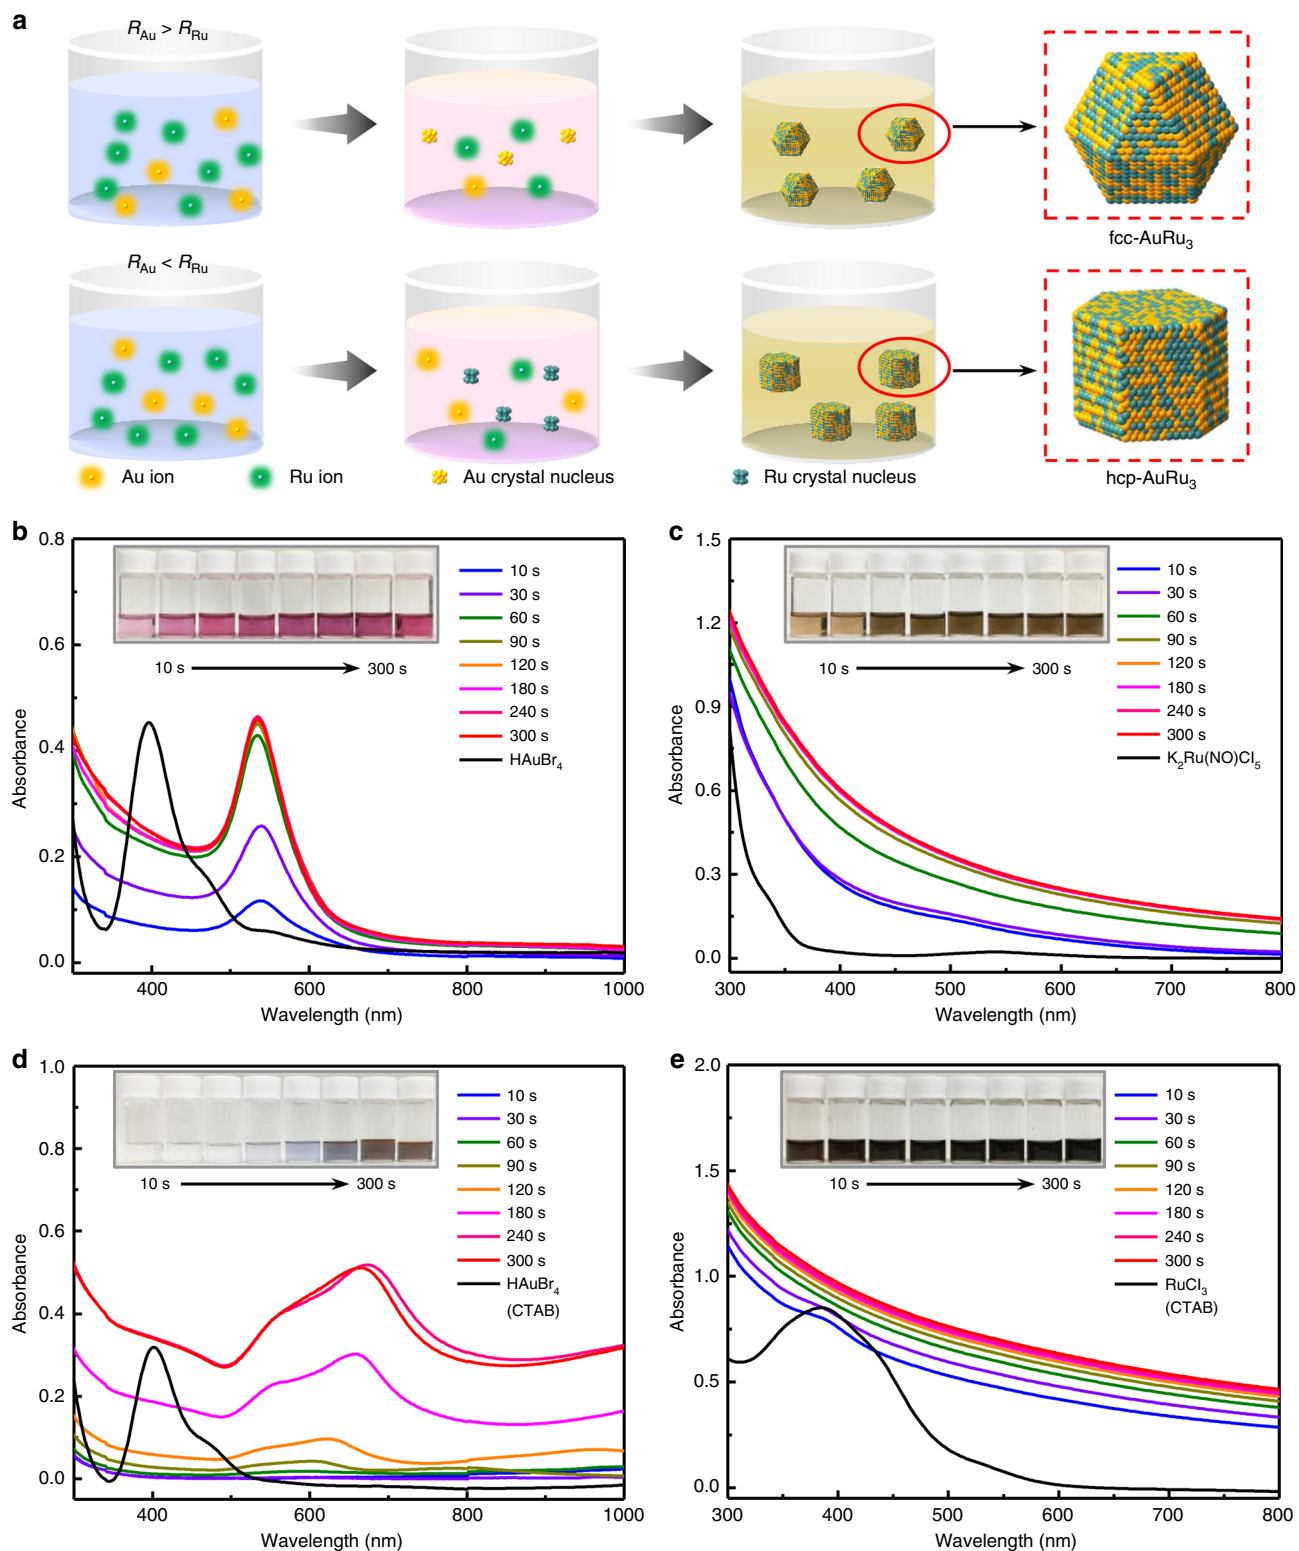 a
R_Au > R_Ru
fcc-AuRu₃
R_Au < R_Ru
hcp-AuRu₃
Au ion
Ru ion
Au crystal nucleus
Ru crystal nucleus
b
0.8
0.6
0.4
0.2
0.0
Absorbance
400
600
800
1000
Wavelength (nm)
10 s
300 s
10 s
30 s
60 s
90 s
120 s
180 s
240 s
300 s
HAuBr₄
c
1.5
1.2
0.9
0.6
0.3
0.0
Absorbance
300
400
500
600
700
800
Wavelength (nm)
10 s
300 s
10 s
30 s
60 s
90 s
120 s
180 s
240 s
300 s
K₂Ru(NO)Cl₅
d
1.0
0.8
0.6
0.4
0.2
0.0
Absorbance
400
600
800
1000
Wavelength (nm)
10 s
300 s
10 s
30 s
60 s
90 s
120 s
180 s
240 s
300 s
HAuBr₄
(CTAB)
e
2.0
1.5
1.0
0.5
0.0
Absorbance
300
400
500
600
700
800
Wavelength (nm)
10 s
300 s
10 s
30 s
60 s
90 s
120 s
180 s
240 s
300 s
RuCl₃
(CTAB)